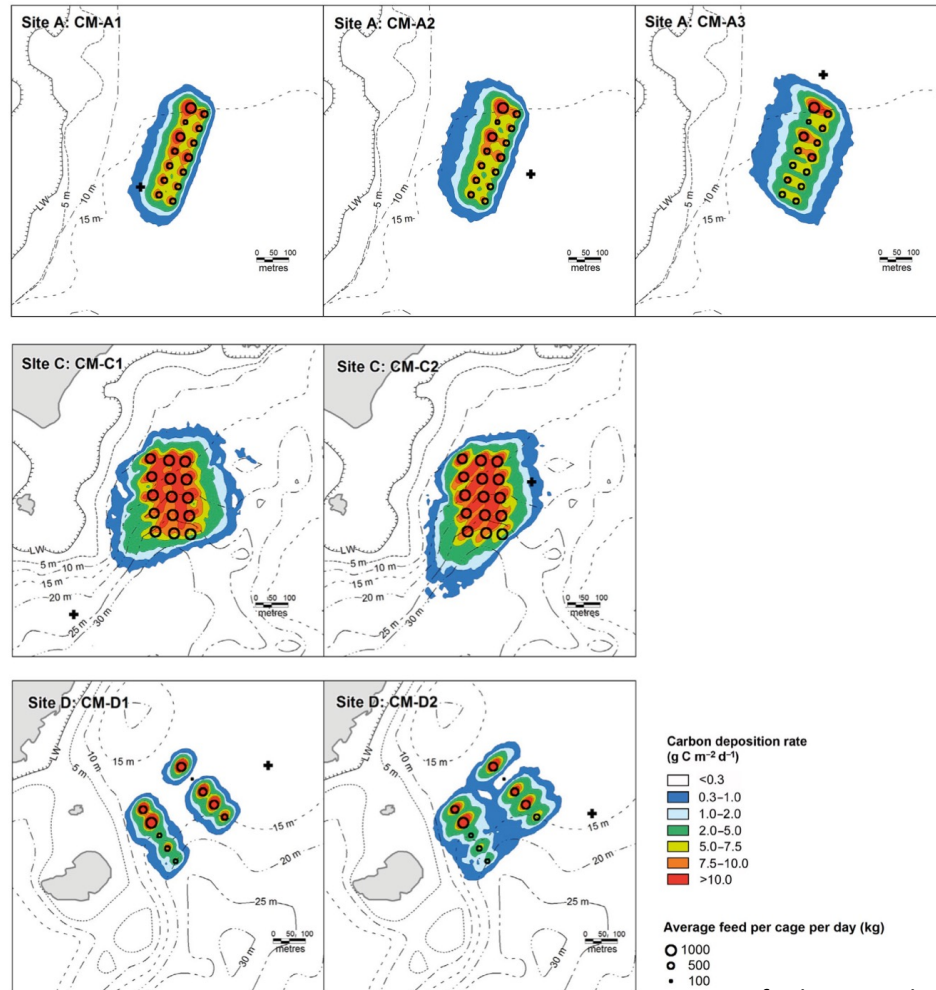 Site A: CM-A1
LW
5 m
10 m
15 m
0 50 100
metres
Site A: CM-A2
LW
5 m
10 m
15 m
0 50 100
metres
Site A: CM-A3
LW
5 m
10 m
15 m
0 50 100
metres
SIte C: CM-C1
LW
5 m
10 m
15 m
20 m
25 m
30 m
0 50 100
metres
Site C: CM-C2
LW
5 m
10 m
15 m
20 m
25 m
30 m
0 50 100
metres
Site D: CM-D1
LW
5 m
10 m
15 m
15 m
20 m
25 m
30 m
0 50 100
metres
Site D: CM-D2
LW
5 m
10 m
15 m
15 m
20 m
25 m
30 m
0 50 100
metres
Carbon deposition rate
(g C m⁻² d⁻¹)
<0.3
0.3–1.0
1.0–2.0
2.0–5.0
5.0–7.5
7.5–10.0
>10.0
Average feed per cage per day (kg)
1000
500
100